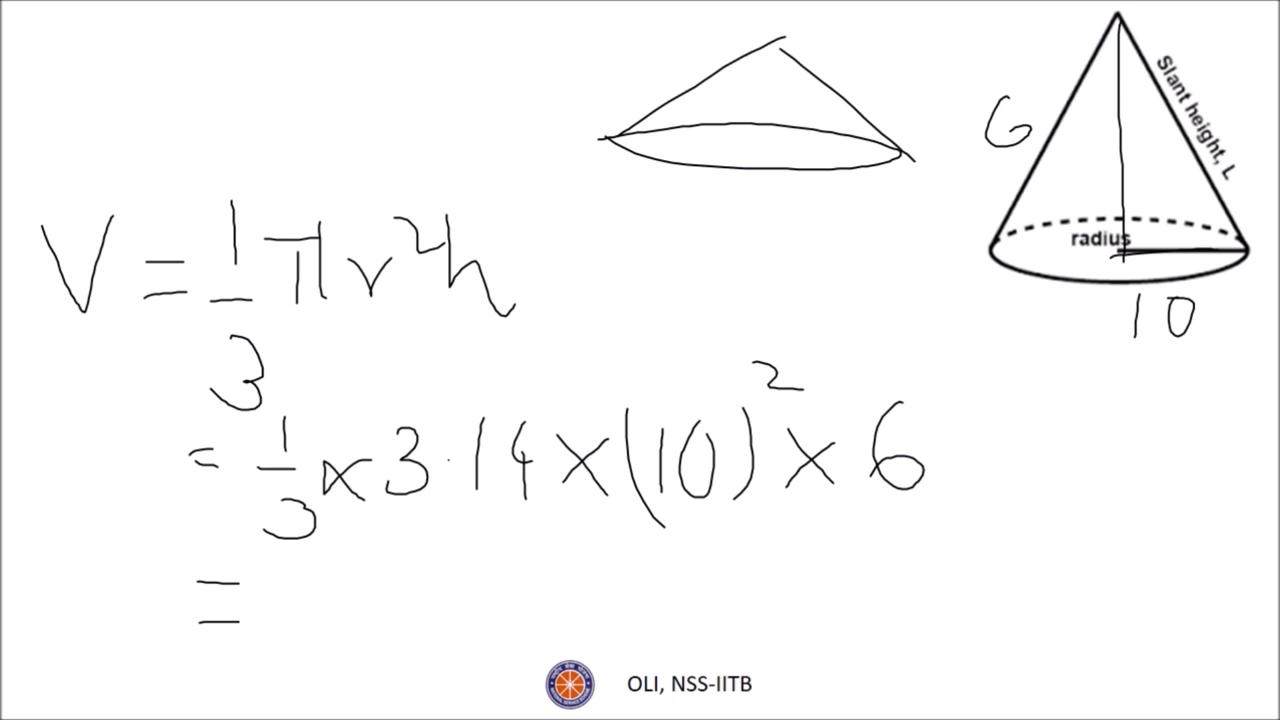 Slant height, L
6
radius
10
V = 1/3 πr²h
= 1/3 × 3.14 × (10)² × 6
=
OLI, NSS-IITB